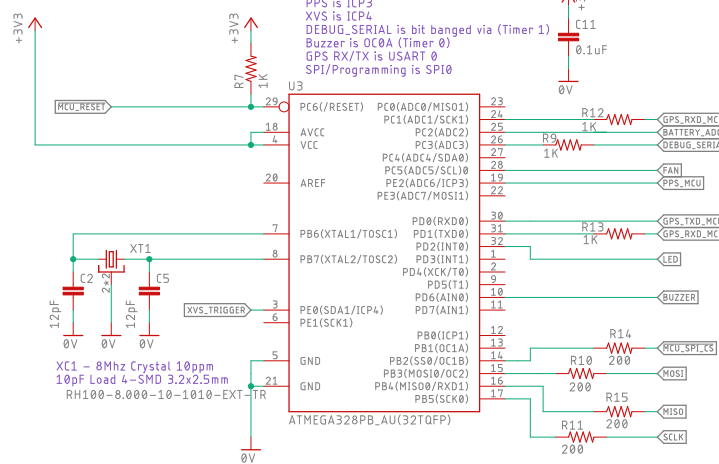 PPS is ICP3
XVS is ICP4
DEBUG_SERIAL is bit banged via (Timer 1)
Buzzer is OC0A (Timer 0)
GPS RX/TX is USART 0
SPI/Programming is SPI0
+3V3
+3V3
R7
1K
C11
0.1uF
0V
U3
MCU_RESET
29
PC6(/RESET)
18
AVCC
4
VCC
20
AREF
7
PB6(XTAL1/TOSC1)
8
PB7(XTAL2/TOSC2)
3
PE0(SDA1/ICP4)
6
PE1(SCK1)
5
GND
21
GND
XVS_TRIGGER
PC0(ADC0/MISO1)
23
PC1(ADC1/SCK1)
24
PC2(ADC2)
25
PC3(ADC3)
26
PC4(ADC4/SDA0)
27
PC5(ADC5/SCL)0
28
PE2(ADC6/ICP3)
19
PE3(ADC7/MOSI1)
22
PD0(RXD0)
30
PD1(TXD0)
31
PD2(INT0)
32
PD3(INT1)
1
PD4(XCK/T0)
2
PD5(T1)
9
PD6(AIN0)
10
PD7(AIN1)
11
PB0(ICP1)
12
PB1(OC1A)
13
PB2(SS0/OC1B)
14
PB3(MOSI0/OC2)
15
PB4(MISO0/RXD1)
16
PB5(SCK0)
17
R12
1K
GPS_RXD_MC
BATTERY_ADC
R9
1K
DEBUG_SERIA
FAN
PPS_MCU
GPS_TXD_MC
R13
1K
GPS_RXD_MC
LED
BUZZER
R14
200
MCU_SPI_CS
R10
200
MOSI
R15
200
MISO
R11
200
SCLK
XT1
2*2
C2
12pF
C5
12pF
0V
0V
0V
XC1 - 8Mhz Crystal 10ppm
10pF Load 4-SMD 3.2x2.5mm
RH100-8.000-10-1010-EXT-TR
0V
ATMEGA328PB_AU(32TQFP)